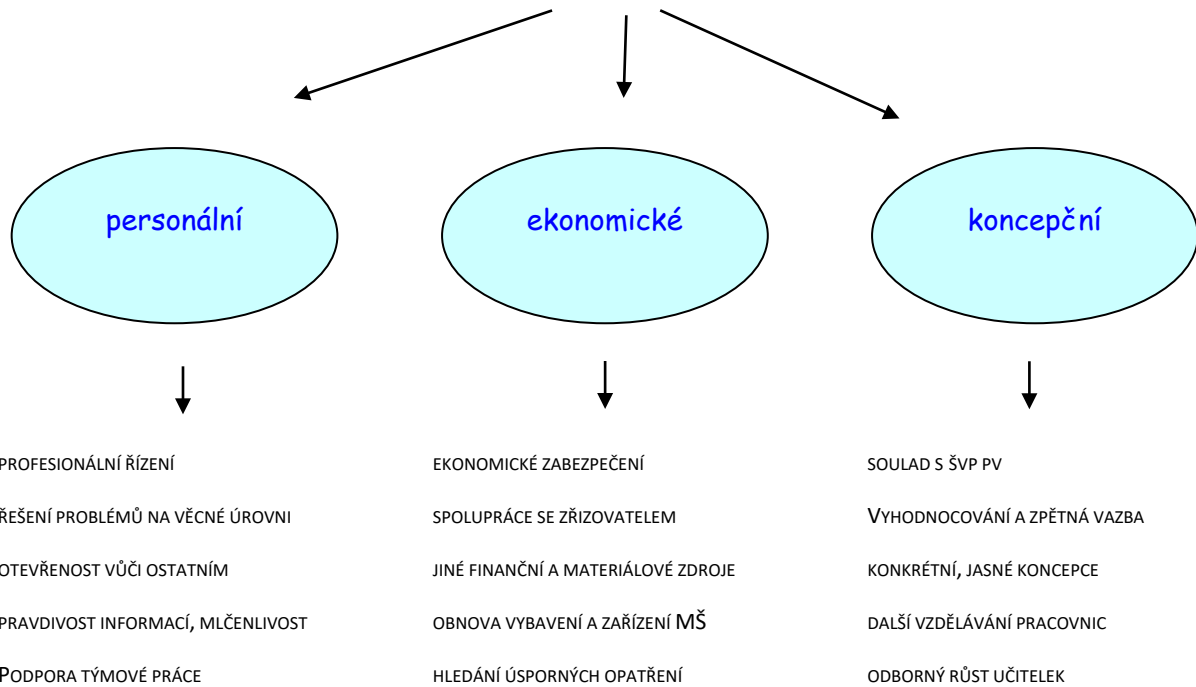 personální
ekonomické
koncepční
PROFESIONÁLNÍ ŘÍZENÍ
ŘEŠENÍ PROBLÉMŮ NA VĚCNÉ ÚROVNI
OTEVŘENOST VŮČI OSTATNÍM
PRAVDIVOST INFORMACÍ, MLČENLIVOST
PODPORA TÝMOVÉ PRÁCE
EKONOMICKÉ ZABEZPEČENÍ
SPOLUPRÁCE SE ZŘIZOVATELEM
JINÉ FINANČNÍ A MATERIÁLOVÉ ZDROJE
OBNOVA VYBAVENÍ A ZAŘÍZENÍ MŠ
HLEDÁNÍ ÚSPORNÝCH OPATŘENÍ
SOULAD S ŠVP PV
VYHODNOCOVÁNÍ A ZPĚTNÁ VAZBA
KONKRÉTNÍ, JASNÉ KONCEPCE
DALŠÍ VZDĚLÁVÁNÍ PRACOVNIC
ODBORNÝ RŮST UČITELEK